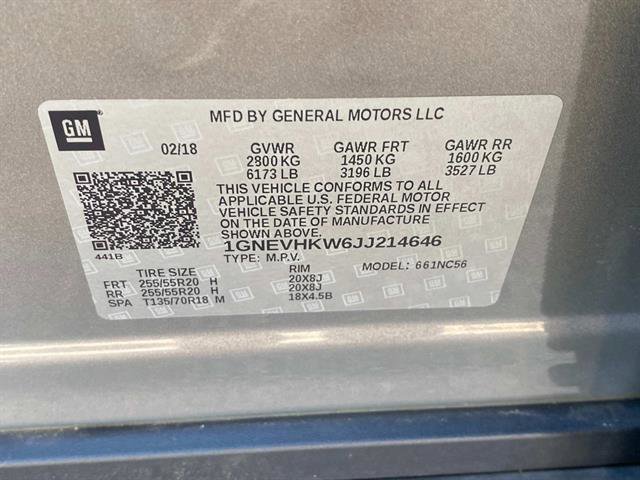 GM
MFD BY GENERAL MOTORS LLC
02/18 GVWR GAWR FRT GAWR RR
2800 KG 1450 KG 1600 KG
6173 LB 3196 LB 3527 LB
THIS VEHICLE CONFORMS TO ALL
APPLICABLE U.S. FEDERAL MOTOR
VEHICLE SAFETY STANDARDS IN EFFECT
ON THE DATE OF MANUFACTURE
SHOWN ABOVE.
1GNEVHKW6JJ214646
441B TYPE: M.P.V. MODEL: 661NC56
TIRE SIZE RIM
FRT 255/55R20 H 20X8J
RR 255/55R20 H 20X8J
SPA T135/70R18 M 18X4.5B